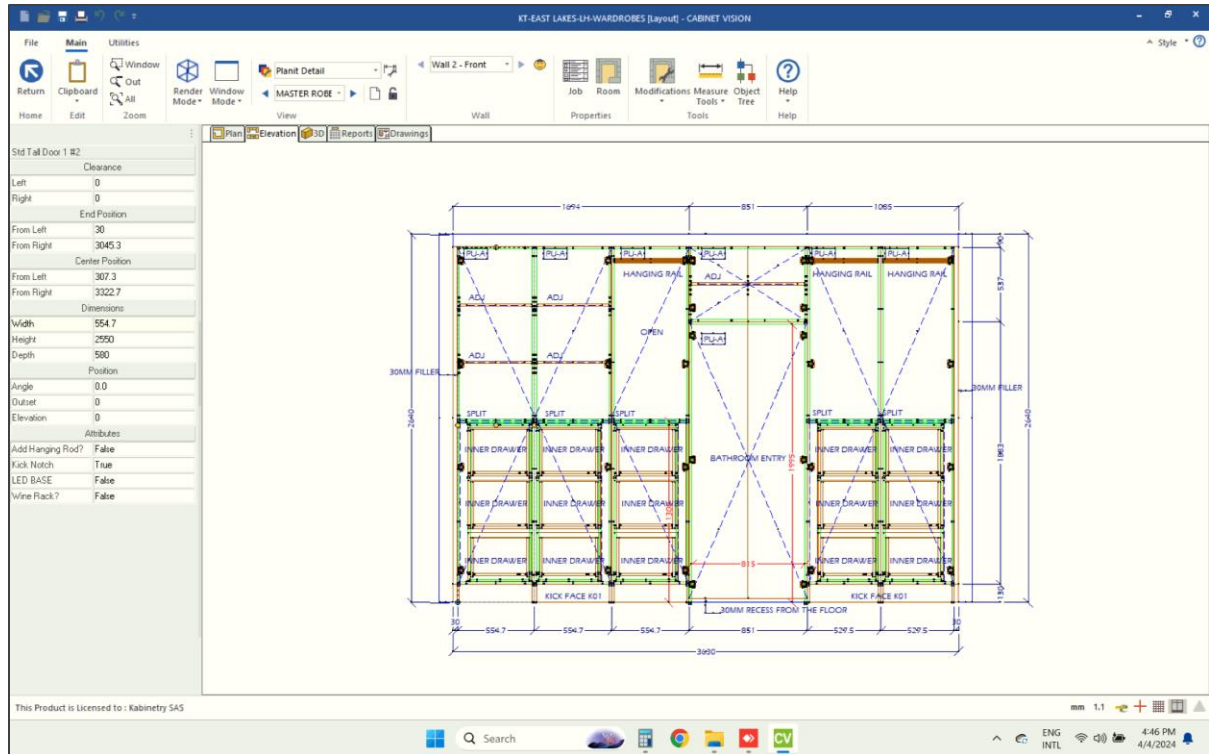 KT-EAST LAKES-LH-WARDROBES [Layout] - CABINET VISION
File Main Utilities Style
Return Clipboard Window Out All Render Mode Window Mode Planit Detail MASTER ROBE Wall 2 - Front Job Room Modifications Measure Tools Object Tree Help
Home Edit Zoom View Wall Properties Tools Help
Plan Elevation 3D Reports Drawings
Std Tall Door 1 #2
Clearance
Left 0
Right 0
End Position
From Left 30
From Right 3045.3
Center Position
From Left 307.3
From Right 3322.7
Dimensions
Width 554.7
Height 2550
Depth 580
Position
Angle 0.0
Outset 0
Elevation 0
Attributes
Add Hanging Rod? False
Kick Notch True
LED BASE False
Wine Rack? False
1694 851 1085
90
PU-A PU-A PU-A PU-A PU-A PU-A
HANGING RAIL ADJ HANGING RAIL HANGING RAIL
537
ADJ ADJ
OPEN
PU-A
ADJ ADJ
30MM FILLER 30MM FILLER
2640 2640
SPLIT SPLIT SPLIT SPLIT SPLIT
INNER DRAWER INNER DRAWER INNER DRAWER BATHROOM ENTRY 1995 INNER DRAWER INNER DRAWER
INNER DRAWER INNER DRAWER INNER DRAWER INNER DRAWER INNER DRAWER
INNER DRAWER INNER DRAWER INNER DRAWER 815 INNER DRAWER INNER DRAWER
130
KICK FACE K01 KICK FACE K01
30MM RECESS FROM THE FLOOR
30 554.7 554.7 554.7 851 529.5 529.5 30
3630
This Product is Licensed to : Kabinetry SAS mm 1.1
Search CV ENG INTL 4:46 PM 4/4/2024